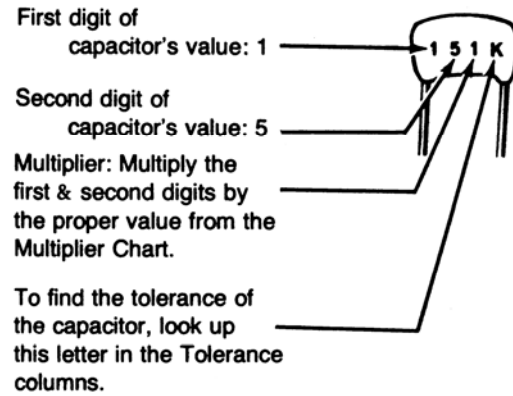 First digit of
capacitor's value: 1
1 5 1 K
Second digit of
capacitor's value: 5
Multiplier: Multiply the
first & second digits by
the proper value from the
Multiplier Chart.
To find the tolerance of
the capacitor, look up
this letter in the Tolerance
columns.